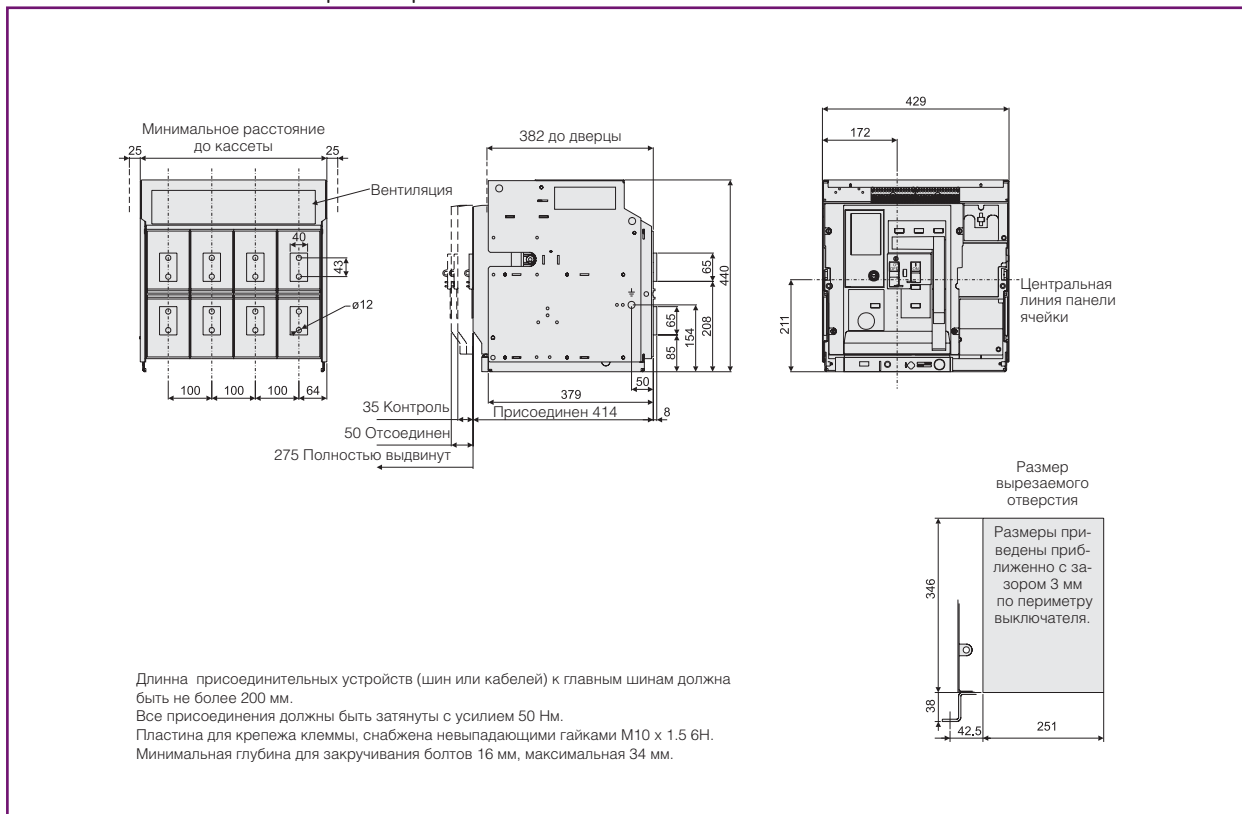 Минимальное расстояние
до кассеты
25
25
Вентиляция
40
43
ø12
100
100
100
64
382 до дверцы
440
65
208
154
65
85
50
379
35 Контроль
Присоединен 414
8
50 Отсоединен
275 Полностью выдвинут
429
172
211
Центральная
линия панели
ячейки
Размер
вырезаемого
отверстия
Размеры при-
ведены приб-
лиженно с за-
зором 3 мм
по периметру
выключателя.
346
38
42,5
251
Длинна присоединительных устройств (шин или кабелей) к главным шинам должна
быть не более 200 мм.
Все присоединения должны быть затянуты с усилием 50 Нм.
Пластина для крепежа клеммы, снабжена невыпадающими гайками М10 х 1.5 6Н.
Минимальная глубина для закручивания болтов 16 мм, максимальная 34 мм.